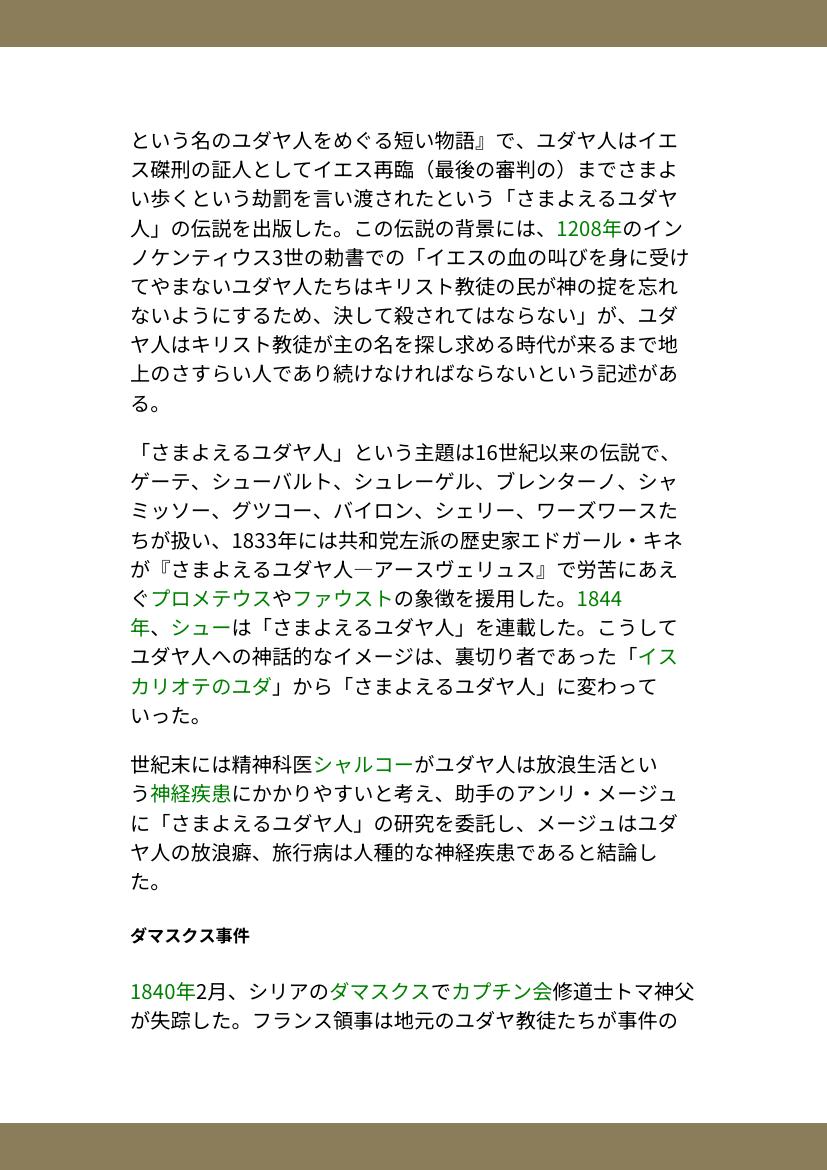 という名のユダヤ人をめぐる短い物語』で、ユダヤ人はイエ
ス磔刑の証人としてイエス再臨（最後の審判の）までさまよ
い歩くという劫罰を言い渡されたという「さまよえるユダヤ
人」の伝説を出版した。この伝説の背景には、1208年のイン
ノケンティウス3世の勅書での「イエスの血の叫びを身に受け
てやまないユダヤ人たちはキリスト教徒の民が神の掟を忘れ
ないようにするため、決して殺されてはならない」が、ユダ
ヤ人はキリスト教徒が主の名を探し求める時代が来るまで地
上のさすらい人であり続けなければならないという記述があ
る。
「さまよえるユダヤ人」という主題は16世紀以来の伝説で、
ゲーテ、シューバルト、シュレーゲル、ブレンターノ、シャ
ミッソー、グツコー、バイロン、シェリー、ワーズワースた
ちが扱い、1833年には共和党左派の歴史家エドガール・キネ
が『さまよえるユダヤ人―アースヴェリュス』で労苦にあえ
ぐプロメテウスやファウストの象徴を援用した。1844
年、シューは「さまよえるユダヤ人」を連載した。こうして
ユダヤ人への神話的なイメージは、裏切り者であった「イス
カリオテのユダ」から「さまよえるユダヤ人」に変わって
いった。
世紀末には精神科医シャルコーがユダヤ人は放浪生活とい
う神経疾患にかかりやすいと考え、助手のアンリ・メージュ
に「さまよえるユダヤ人」の研究を委託し、メージュはユダ
ヤ人の放浪癖、旅行病は人種的な神経疾患であると結論し
た。
ダマスクス事件
1840年2月、シリアのダマスクスでカプチン会修道士トマ神父
が失踪した。フランス領事は地元のユダヤ教徒たちが事件の